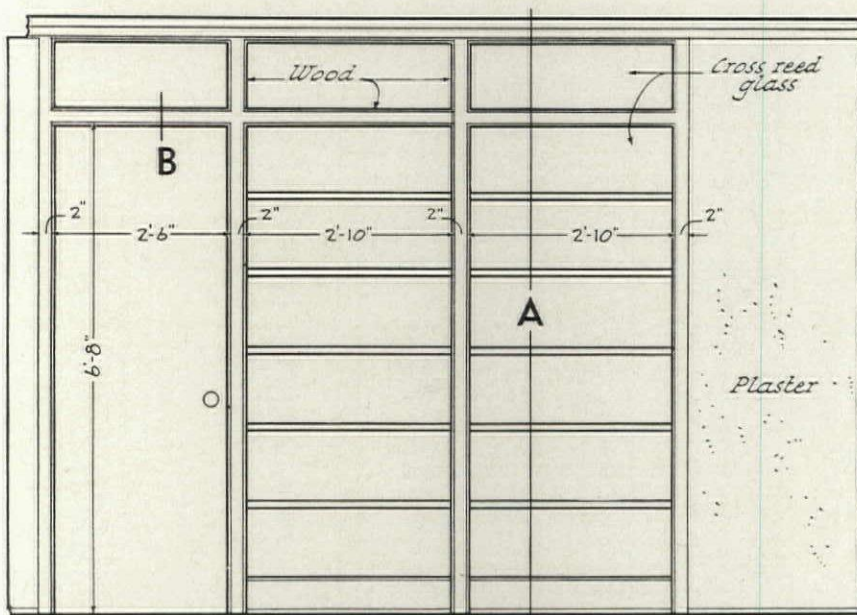 Wood
Cross reed
glass
B
2"
2'-6"
2"
2'-10"
2"
2'-10"
2"
A
6'-8"
Plaster